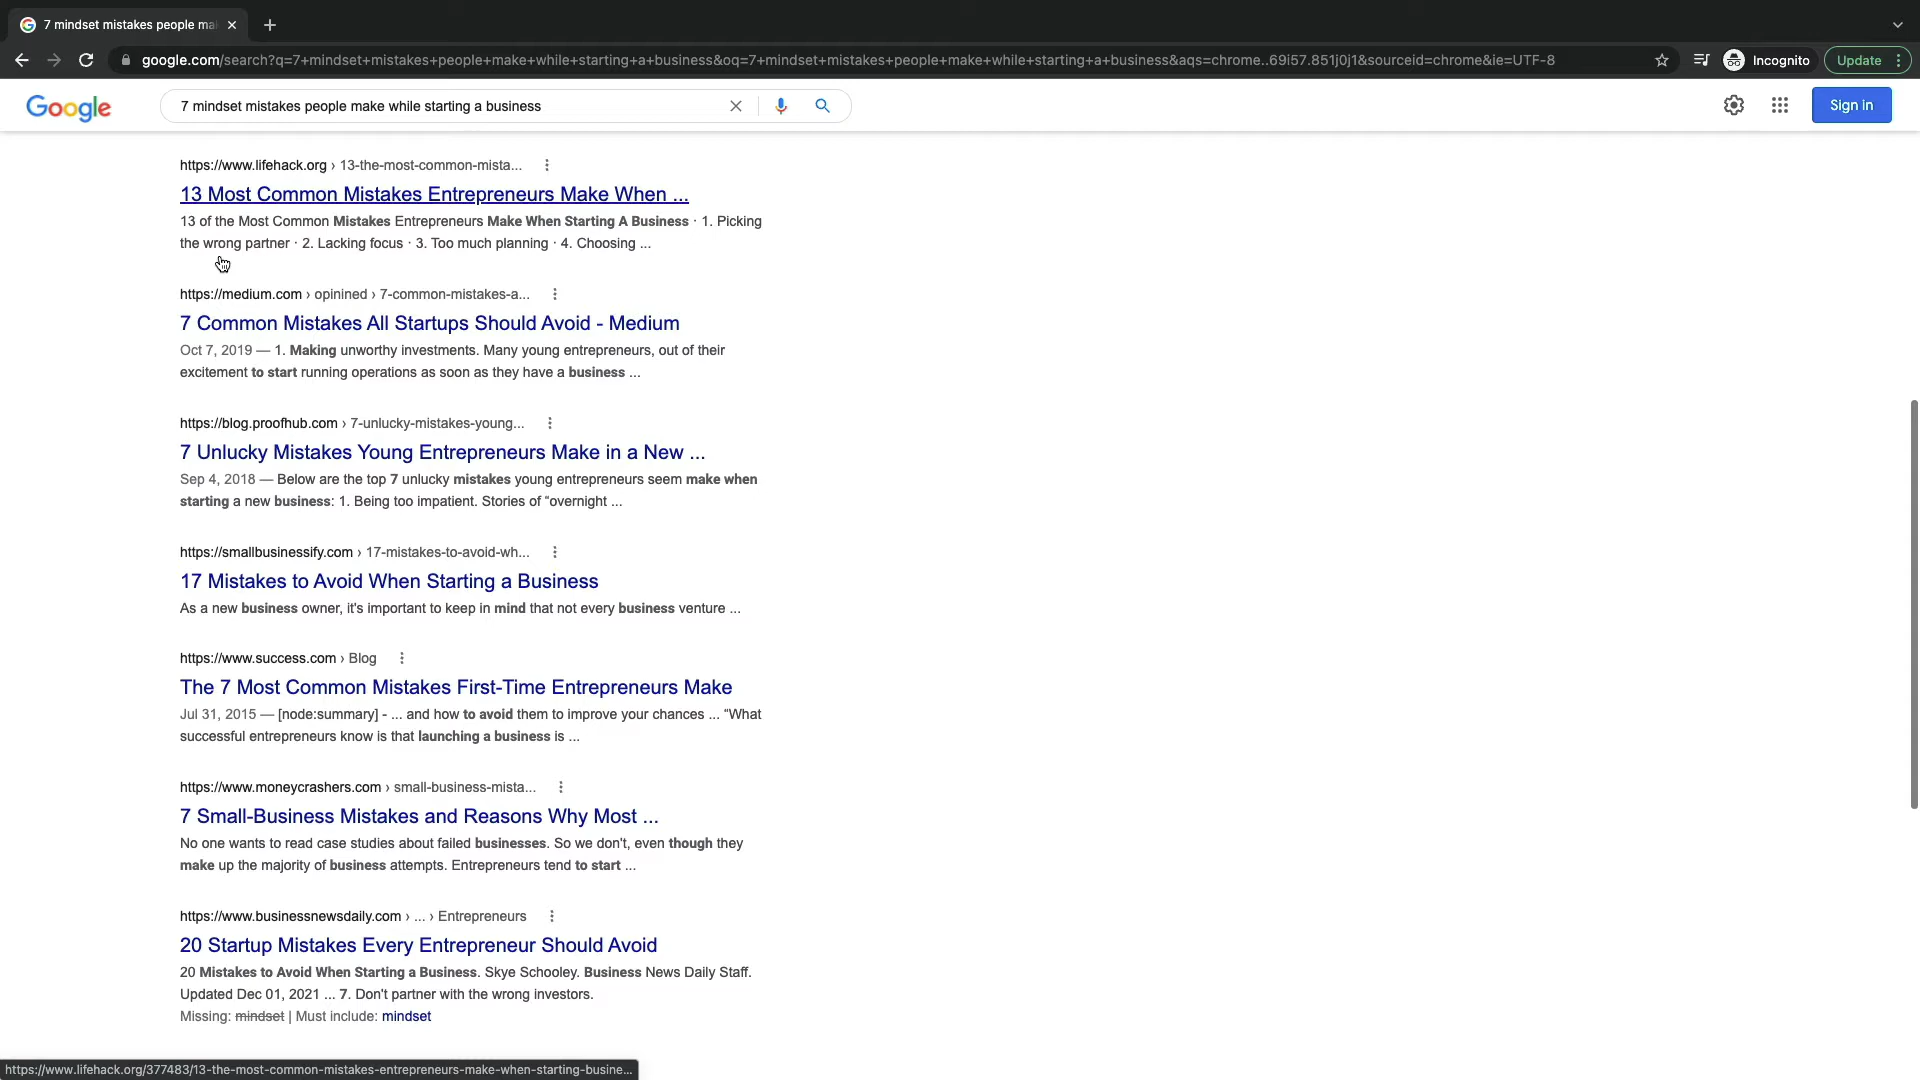 7 mindset mistakes people ma
google.com/search?q=7+mindset+mistakes+people+make+while+starting+a+business&oq=7+mindset+mistakes+people+make+while+starting+a+business&aqs=chrome..69i57.851j0j1&sourceid=chrome&ie=UTF-8
Incognito
Update
Google
7 mindset mistakes people make while starting a business
Sign in
https://www.lifehack.org › 13-the-most-common-mista...
13 Most Common Mistakes Entrepreneurs Make When ...
13 of the Most Common Mistakes Entrepreneurs Make When Starting A Business · 1. Picking
the wrong partner · 2. Lacking focus · 3. Too much planning · 4. Choosing ...
https://medium.com › opinined › 7-common-mistakes-a...
7 Common Mistakes All Startups Should Avoid - Medium
Oct 7, 2019 — 1. Making unworthy investments. Many young entrepreneurs, out of their
excitement to start running operations as soon as they have a business ...
https://blog.proofhub.com › 7-unlucky-mistakes-young...
7 Unlucky Mistakes Young Entrepreneurs Make in a New ...
Sep 4, 2018 — Below are the top 7 unlucky mistakes young entrepreneurs seem make when
starting a new business: 1. Being too impatient. Stories of “overnight ...
https://smallbusinessify.com › 17-mistakes-to-avoid-wh...
17 Mistakes to Avoid When Starting a Business
As a new business owner, it's important to keep in mind that not every business venture ...
https://www.success.com › Blog
The 7 Most Common Mistakes First-Time Entrepreneurs Make
Jul 31, 2015 — [node:summary] - ... and how to avoid them to improve your chances ... “What
successful entrepreneurs know is that launching a business is ...
https://www.moneycrashers.com › small-business-mista...
7 Small-Business Mistakes and Reasons Why Most ...
No one wants to read case studies about failed businesses. So we don't, even though they
make up the majority of business attempts. Entrepreneurs tend to start ...
https://www.businessnewsdaily.com › ... › Entrepreneurs
20 Startup Mistakes Every Entrepreneur Should Avoid
20 Mistakes to Avoid When Starting a Business. Skye Schooley. Business News Daily Staff.
Updated Dec 01, 2021 ... 7. Don't partner with the wrong investors.
Missing: mindset | Must include: mindset
https://www.lifehack.org/377483/13-the-most-common-mistakes-entrepreneurs-make-when-starting-busine...